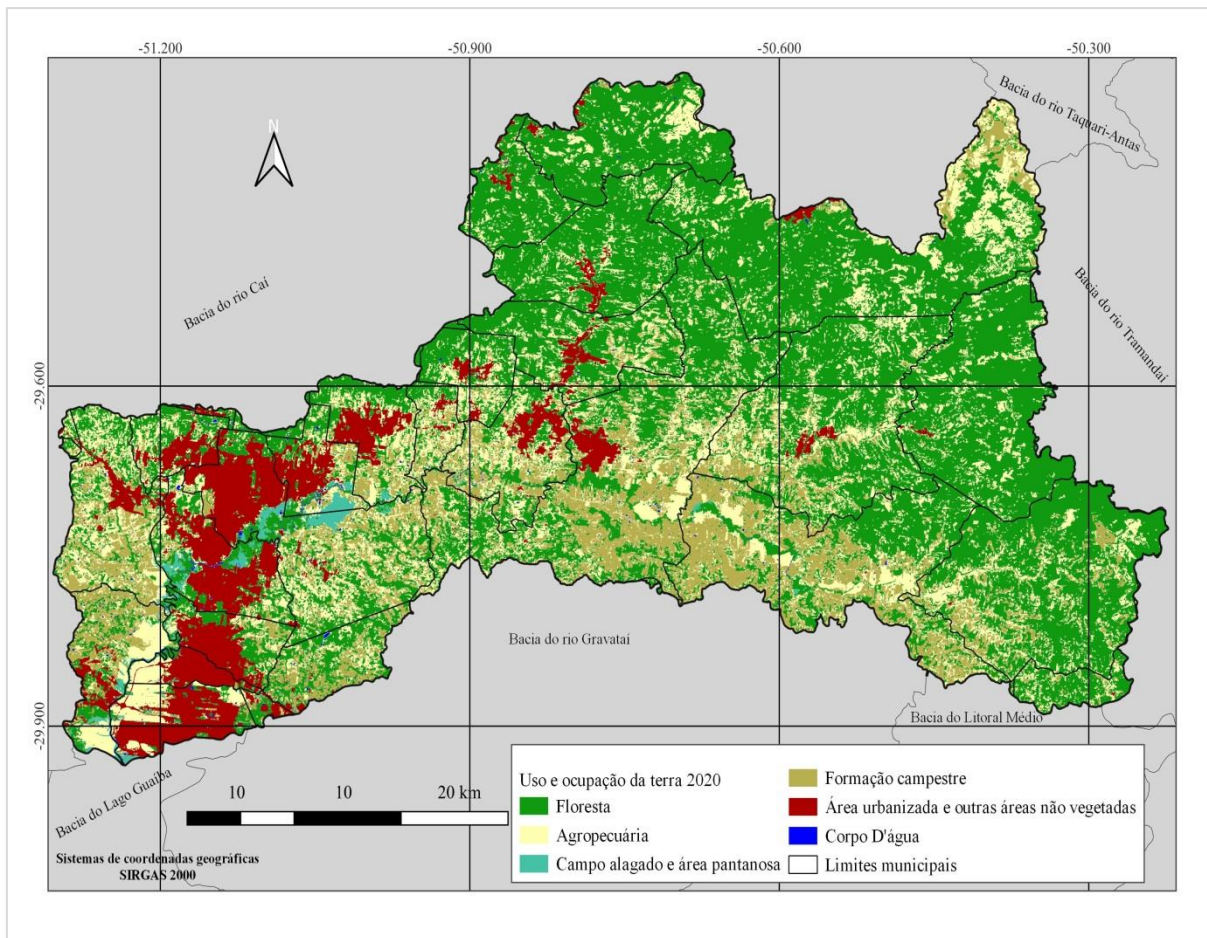 -51.200
-50.900
-50.600
-50.300
Bacia do rio Taquari-Antas
N
Bacia do rio Caí
Bacia do rio Tramandaí
-29.600
Bacia do rio Gravataí
-29.900
Bacia do Litoral Médio
Bacia do Lago Guaíba
10
10
20 km
Sistemas de coordenadas geográficas
SIRGAS 2000
Uso e ocupação da terra 2020
Floresta
Agropecuária
Campo alagado e área pantanosa
Formação campestre
Área urbanizada e outras áreas não vegetadas
Corpo D'água
Limites municipais